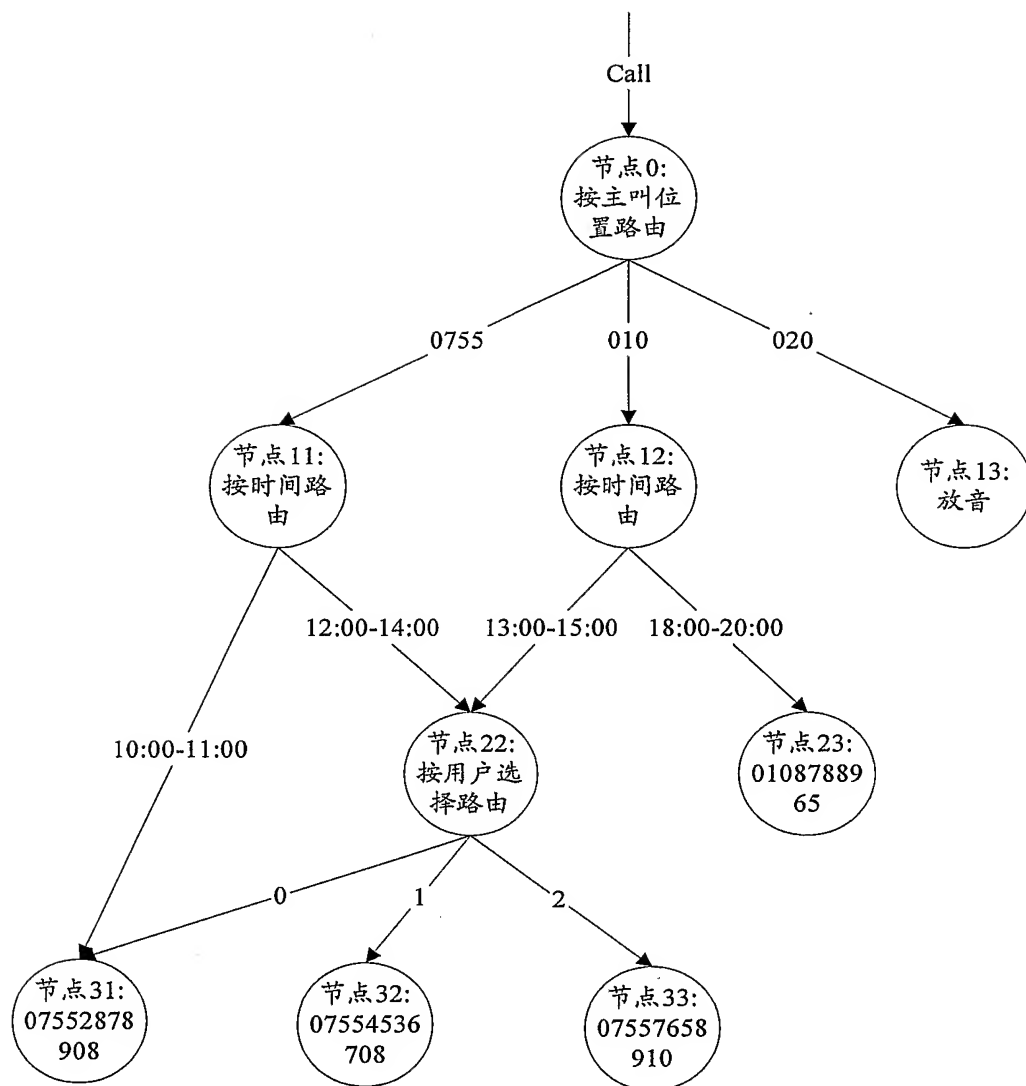 Call
节点0:
按主叫位
置路由
0755
010
020
节点11:
按时间路
由
节点12:
按时间路
由
节点13:
放音
12:00-14:00
13:00-15:00
18:00-20:00
10:00-11:00
节点22:
按用户选
择路由
节点23:
01087889
65
0
1
2
节点31:
07552878
908
节点32:
07554536
708
节点33:
07557658
910